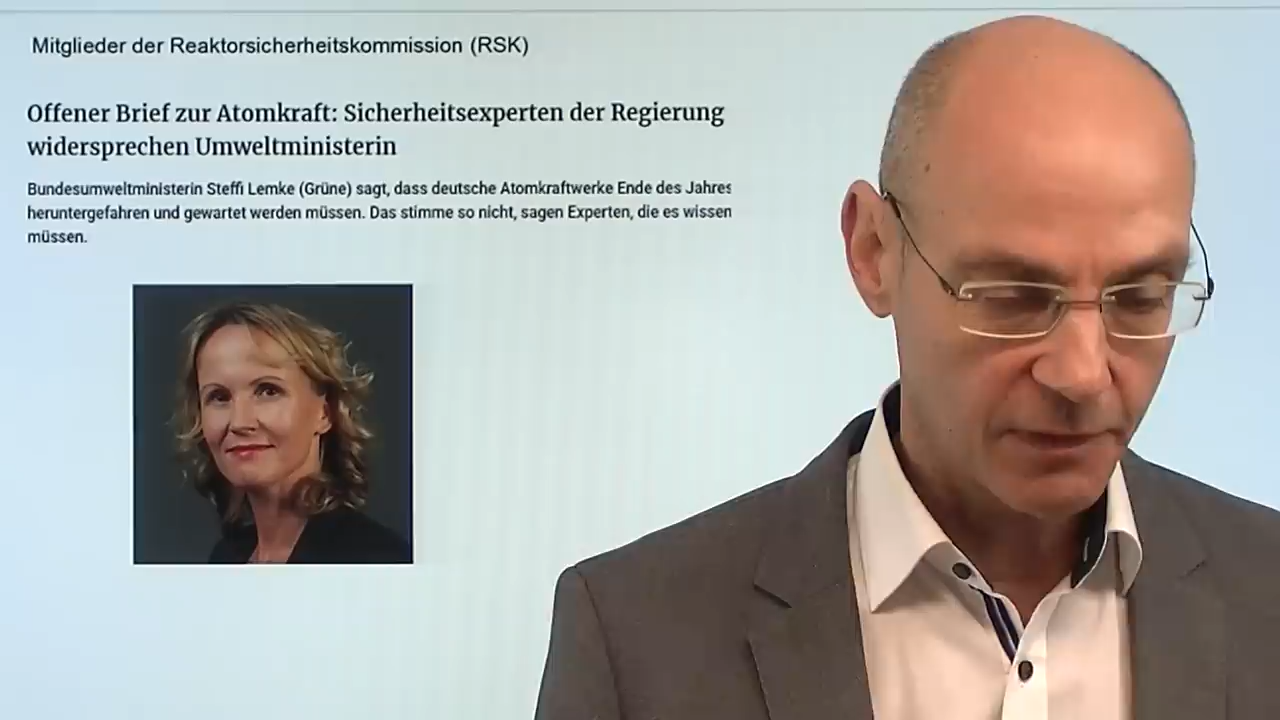 Mitglieder der Reaktorsicherheitskommission (RSK)
Offener Brief zur Atomkraft: Sicherheitsexperten der Regierung
widersprechen Umweltministerin
Bundesumweltministerin Steffi Lemke (Grüne) sagt, dass deutsche Atomkraftwerke Ende des Jahres
heruntergefahren und gewartet werden müssen. Das stimme so nicht, sagen Experten, die es wissen
müssen.